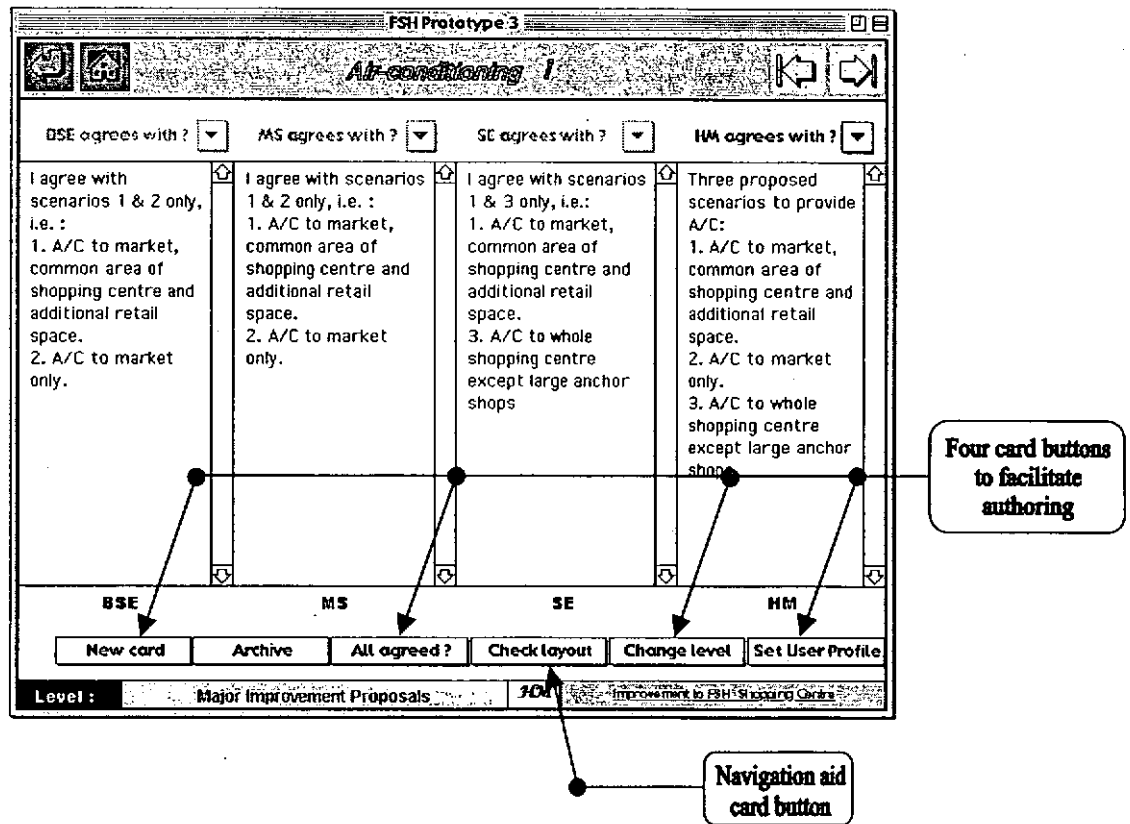 FSH Prototype 3
Air-conditioning 1
BSE agrees with ?
MS agrees with ?
SE agrees with ?
HM agrees with ?
I agree with
scenarios 1 & 2 only,
i.e. :
1. A/C to market,
common area of
shopping centre and
additional retail
space.
2. A/C to market
only.
I agree with scenarios
1 & 2 only, i.e. :
1. A/C to market,
common area of
shopping centre and
additional retail
space.
2. A/C to market
only.
I agree with scenarios
1 & 3 only, i.e.:
1. A/C to market,
common area of
shopping centre and
additional retail
space.
3. A/C to whole
shopping centre
except large anchor
shops
Three proposed
scenarios to provide
A/C:
1. A/C to market,
common area of
shopping centre and
additional retail
space.
2. A/C to market
only.
3. A/C to whole
shopping centre
except large anchor
shops
Four card buttons
to facilitate
authoring
BSE
MS
SE
HM
New card
Archive
All agreed ?
Check layout
Change level
Set User Profile
Level :
Major Improvement Proposals
Improvement to FSH Shopping Centre
Navigation aid
card button